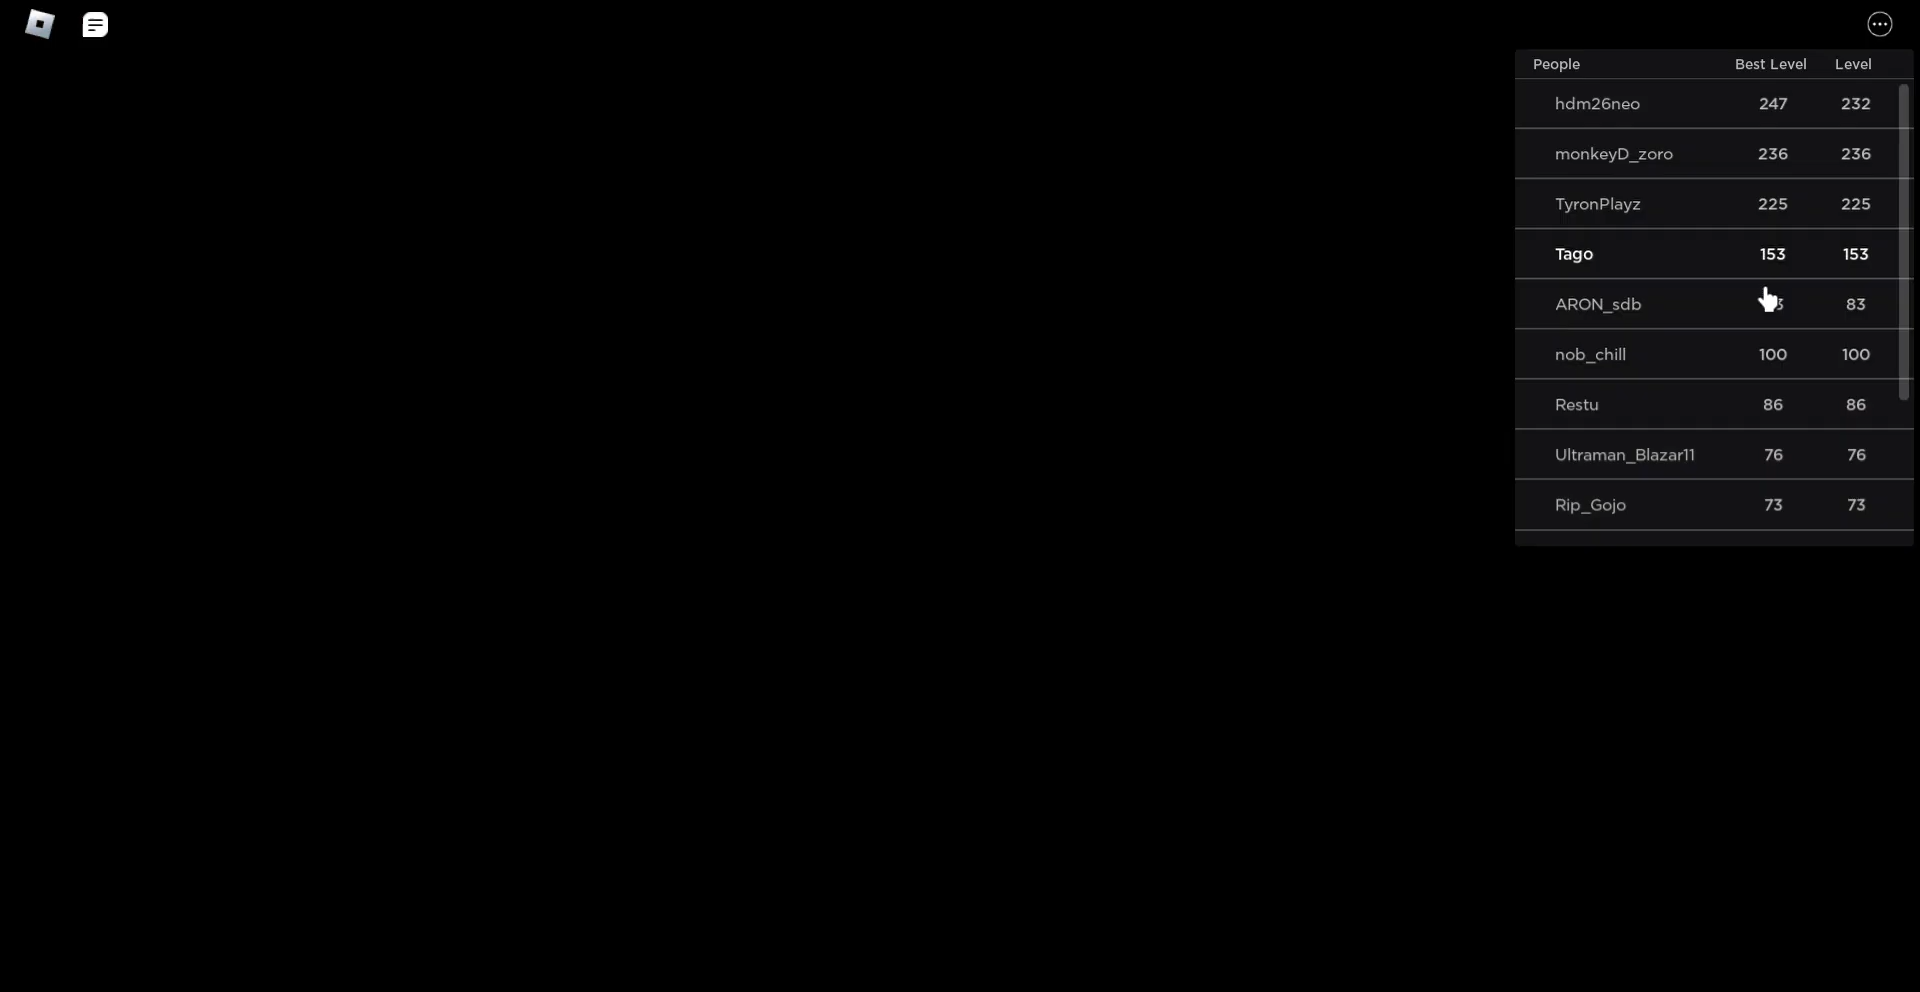 People Best Level Level
hdm26neo 247 232
monkeyD_zoro 236 236
TyronPlayz 225 225
Tago 153 153
ARON_sdb 83
nob_chill 100 100
Restu 86 86
Ultraman_Blazar11 76 76
Rip_Gojo 73 73